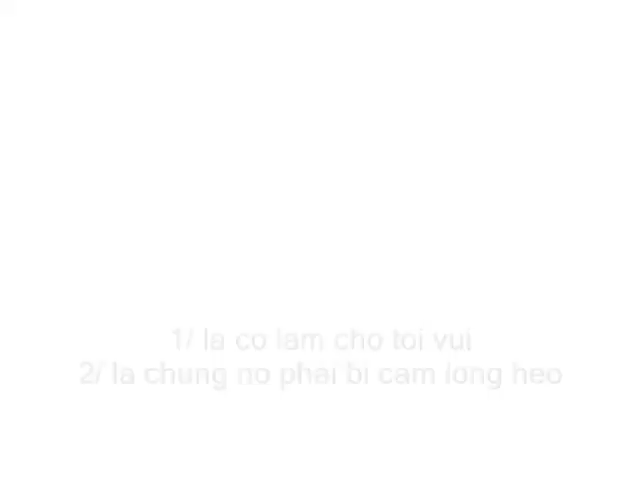 1/ la co lam cho toi vui
2/ la chung no phai bi cam long heo